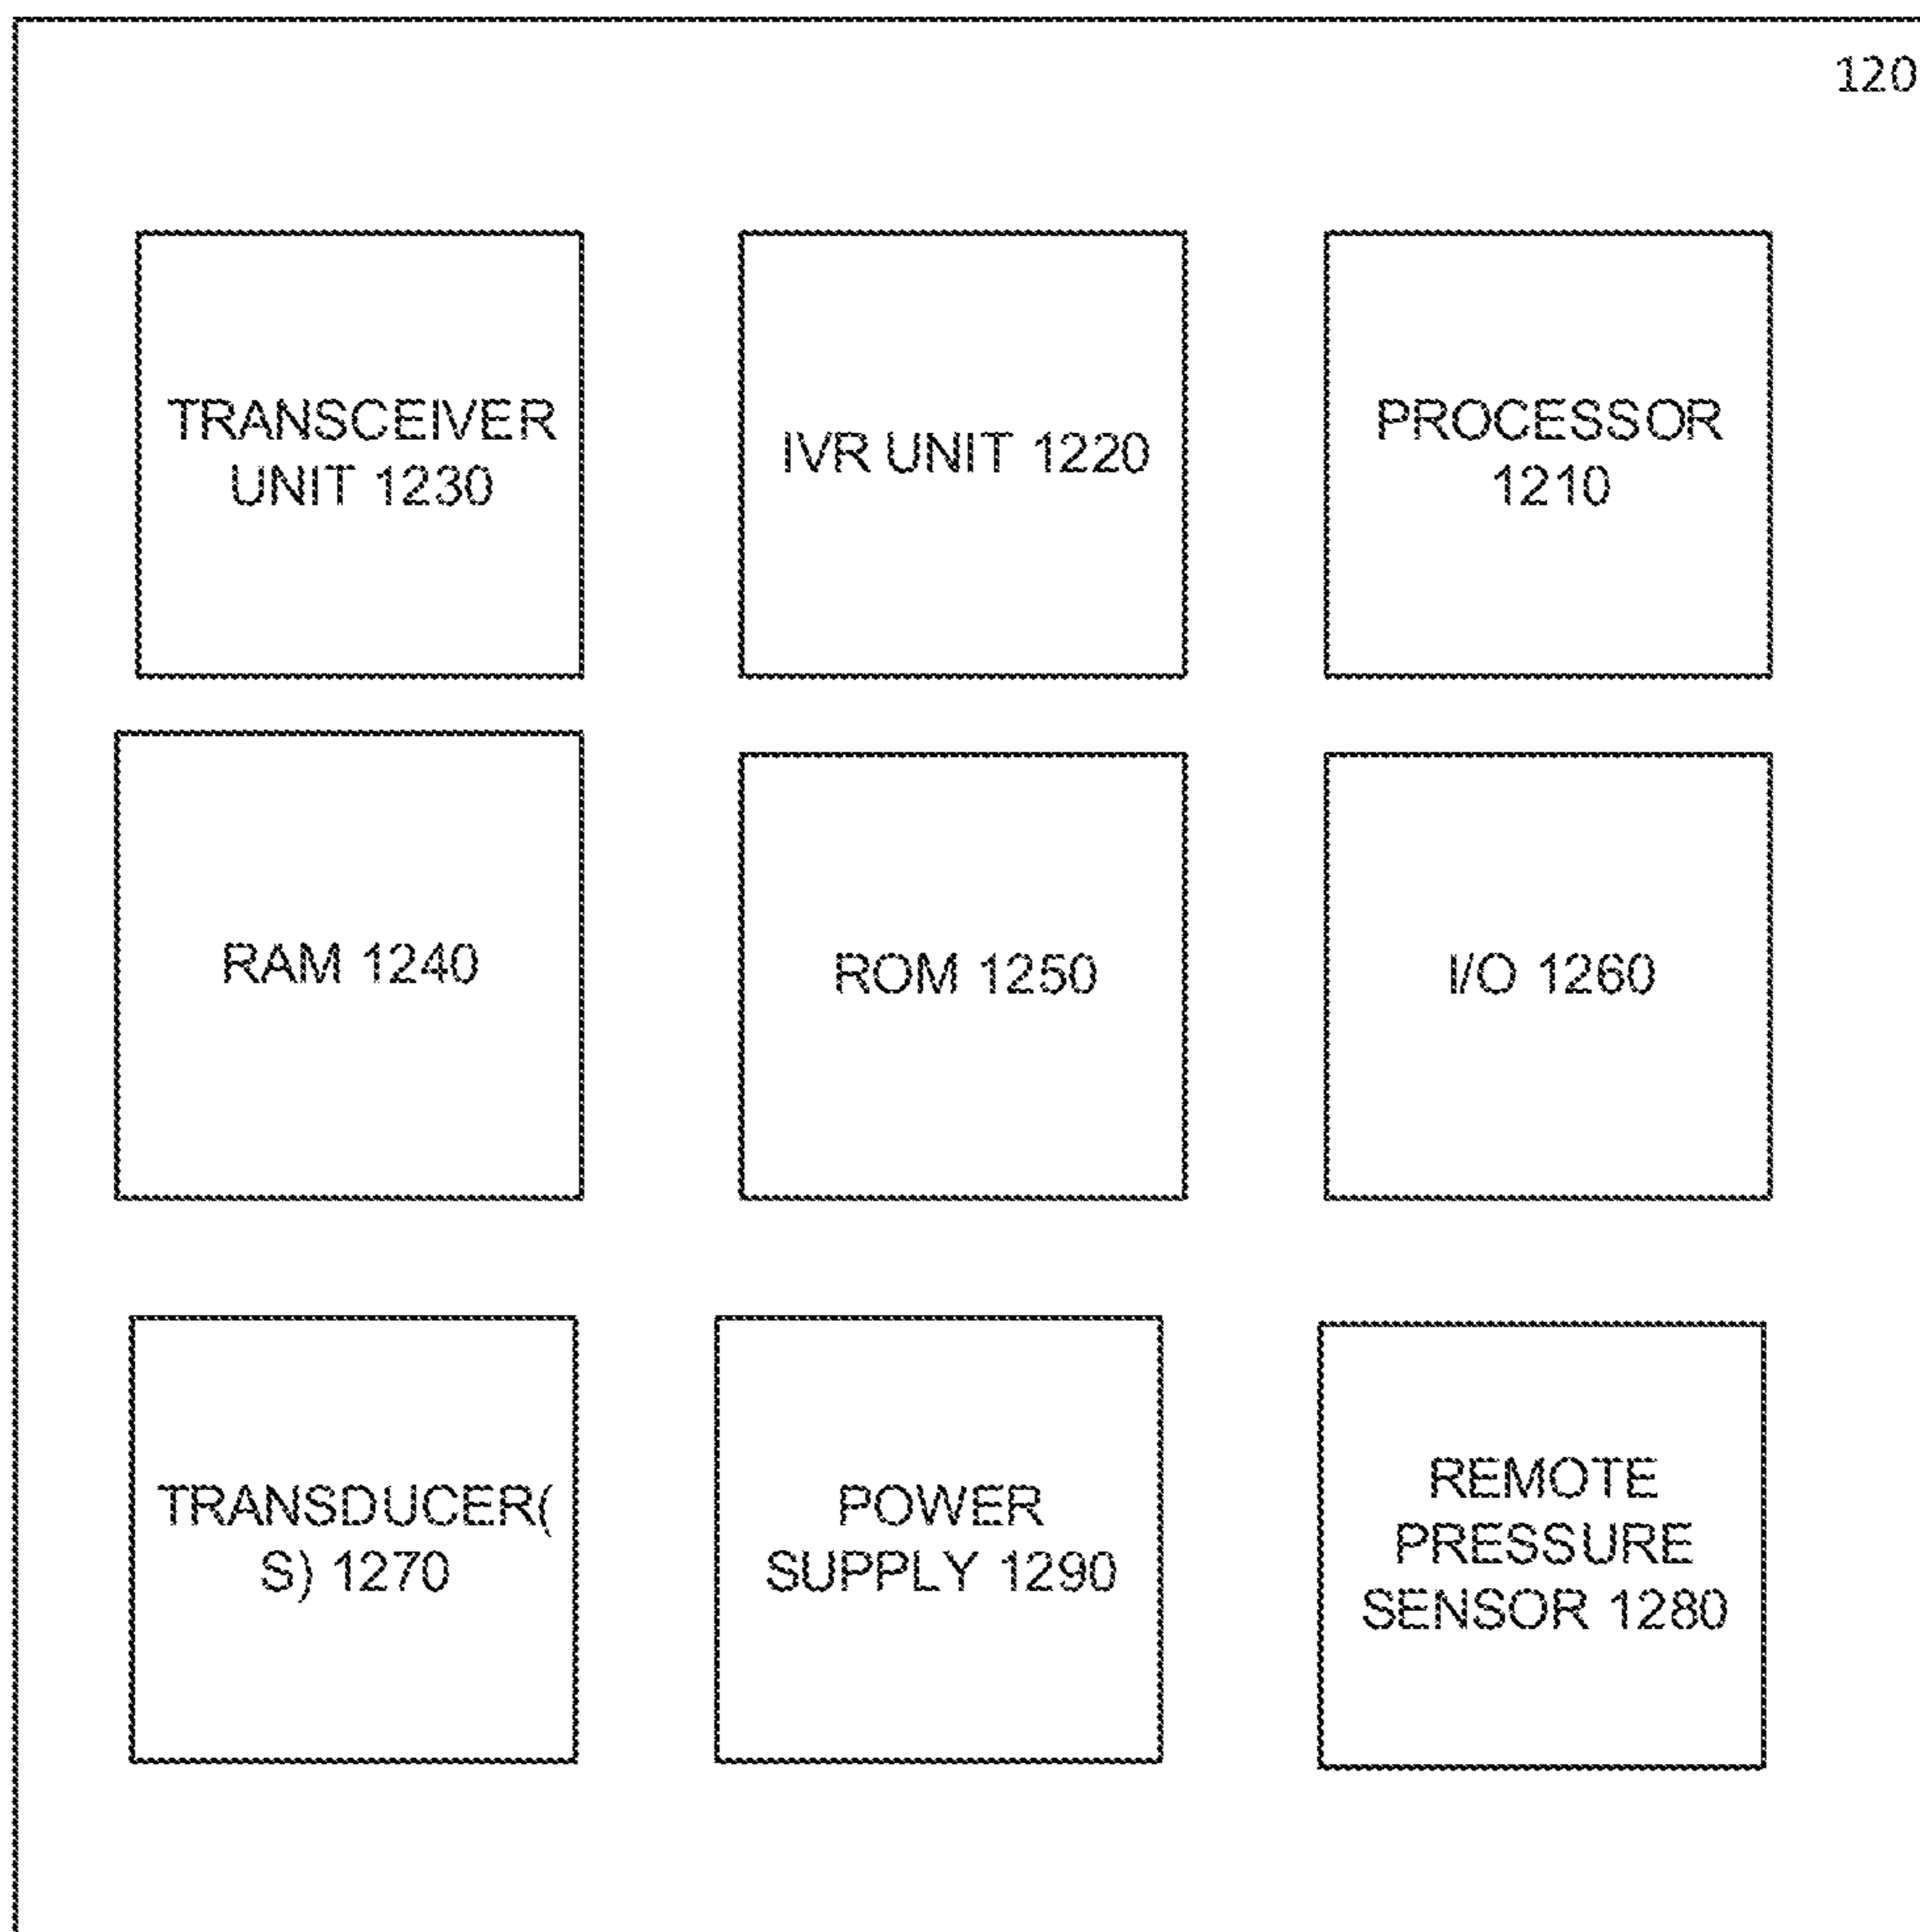 120
TRANSCEIVER
UNIT 1230
IVR UNIT 1220
PROCESSOR
1210
RAM 1240
ROM 1250
I/O 1260
TRANSDUCER(
S) 1270
POWER
SUPPLY 1290
REMOTE
PRESSURE
SENSOR 1280